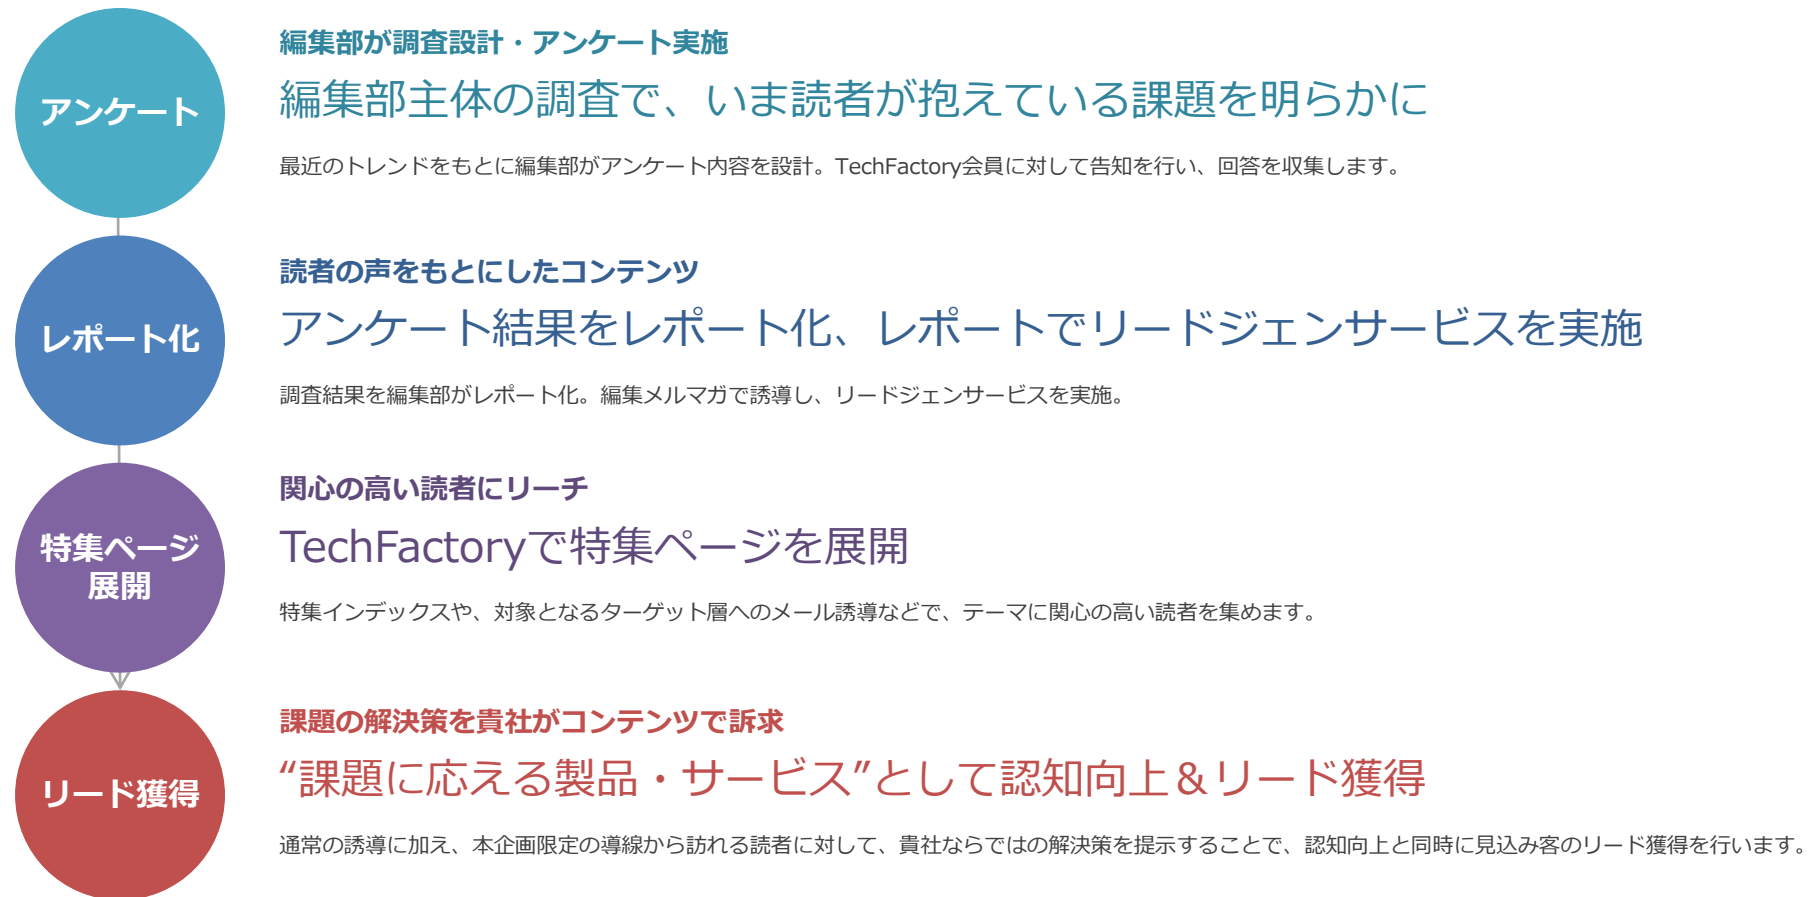 アンケート
編集部が調査設計・アンケート実施
編集部主体の調査で、いま読者が抱えている課題を明らかに
最近のトレンドをもとに編集部がアンケート内容を設計。TechFactory会員に対して告知を行い、回答を収集します。
レポート化
読者の声をもとにしたコンテンツ
アンケート結果をレポート化、レポートでリードジェンサービスを実施
調査結果を編集部がレポート化。編集メルマガで誘導し、リードジェンサービスを実施。
特集ページ
展開
関心の高い読者にリーチ
TechFactoryで特集ページを展開
特集インデックスや、対象となるターゲット層へのメール誘導などで、テーマに関心の高い読者を集めます。
リード獲得
課題の解決策を貴社がコンテンツで訴求
“課題に応える製品・サービス”として認知向上＆リード獲得
通常の誘導に加え、本企画限定の導線から訪れる読者に対して、貴社ならではの解決策を提示することで、認知向上と同時に見込み客のリード獲得を行います。